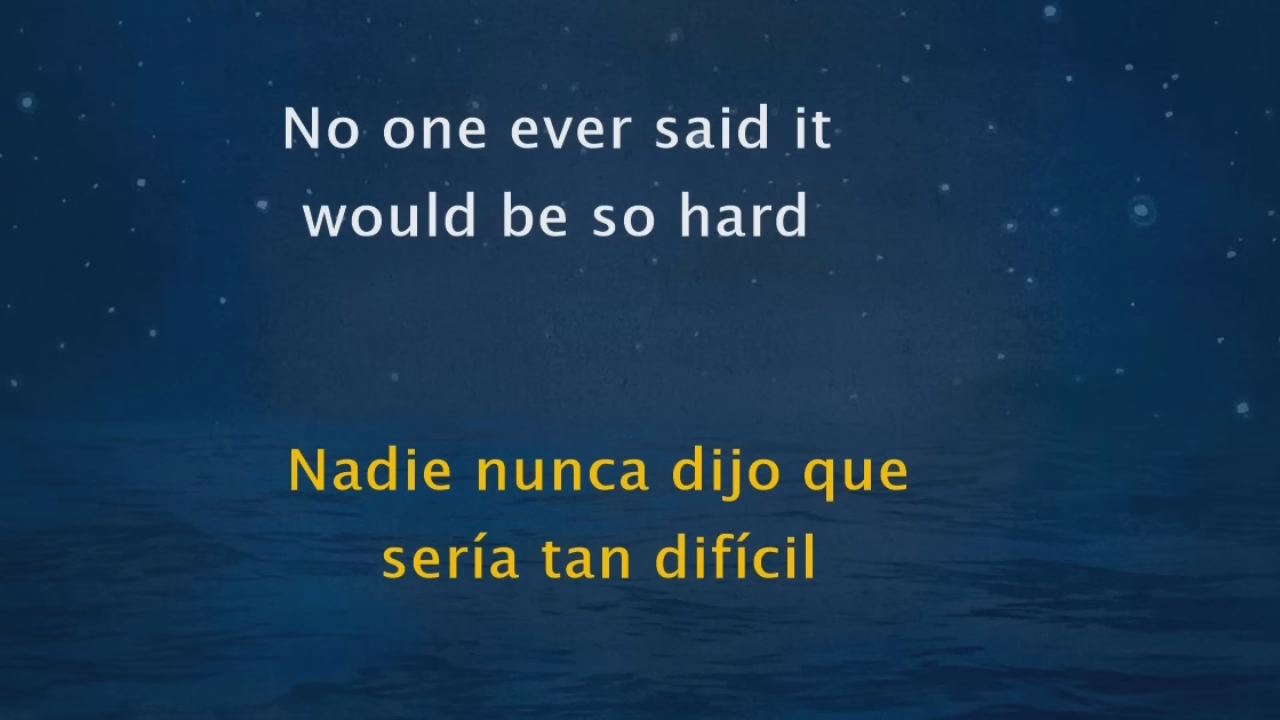 No one ever said it
would be so hard
Nadie nunca dijo que
sería tan difícil